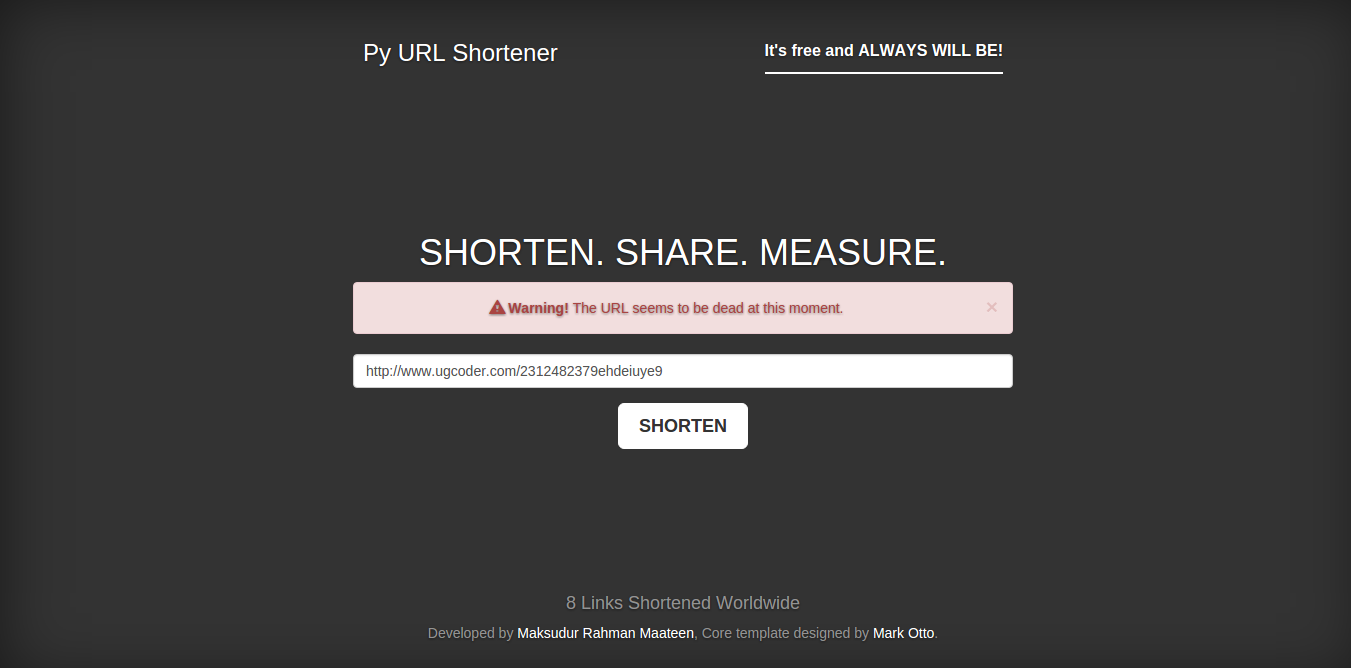 Py URL Shortener
It's free and ALWAYS WILL BE!
SHORTEN. SHARE. MEASURE.
Warning! The URL seems to be dead at this moment. ×
http://www.ugcoder.com/2312482379ehdeiuye9
SHORTEN
8 Links Shortened Worldwide
Developed by Maksudur Rahman Maateen, Core template designed by Mark Otto.